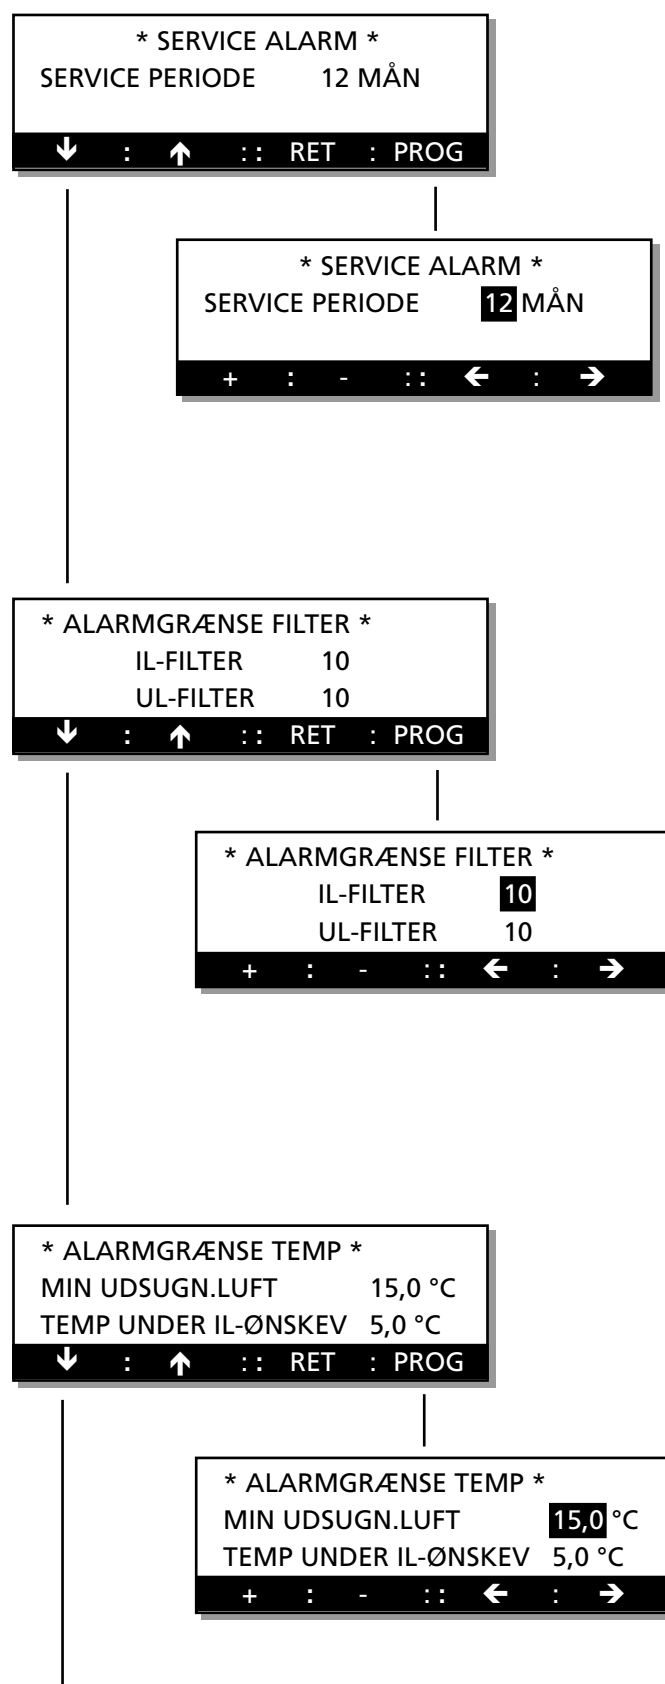 * SERVICE ALARM *
SERVICE PERIODE 12 MÅN
↓ : ↑ :: RET : PROG
* SERVICE ALARM *
SERVICE PERIODE 12 MÅN
+ : - :: ← : →
* ALARMGRÆNSE FILTER *
IL-FILTER 10
UL-FILTER 10
↓ : ↑ :: RET : PROG
* ALARMGRÆNSE FILTER *
IL-FILTER 10
UL-FILTER 10
+ : - :: ← : →
* ALARMGRÆNSE TEMP *
MIN UDSUGN.LUFT 15,0 °C
TEMP UNDER IL-ØNSKEV 5,0 °C
↓ : ↑ :: RET : PROG
* ALARMGRÆNSE TEMP *
MIN UDSUGN.LUFT 15,0 °C
TEMP UNDER IL-ØNSKEV 5,0 °C
+ : - :: ← : →